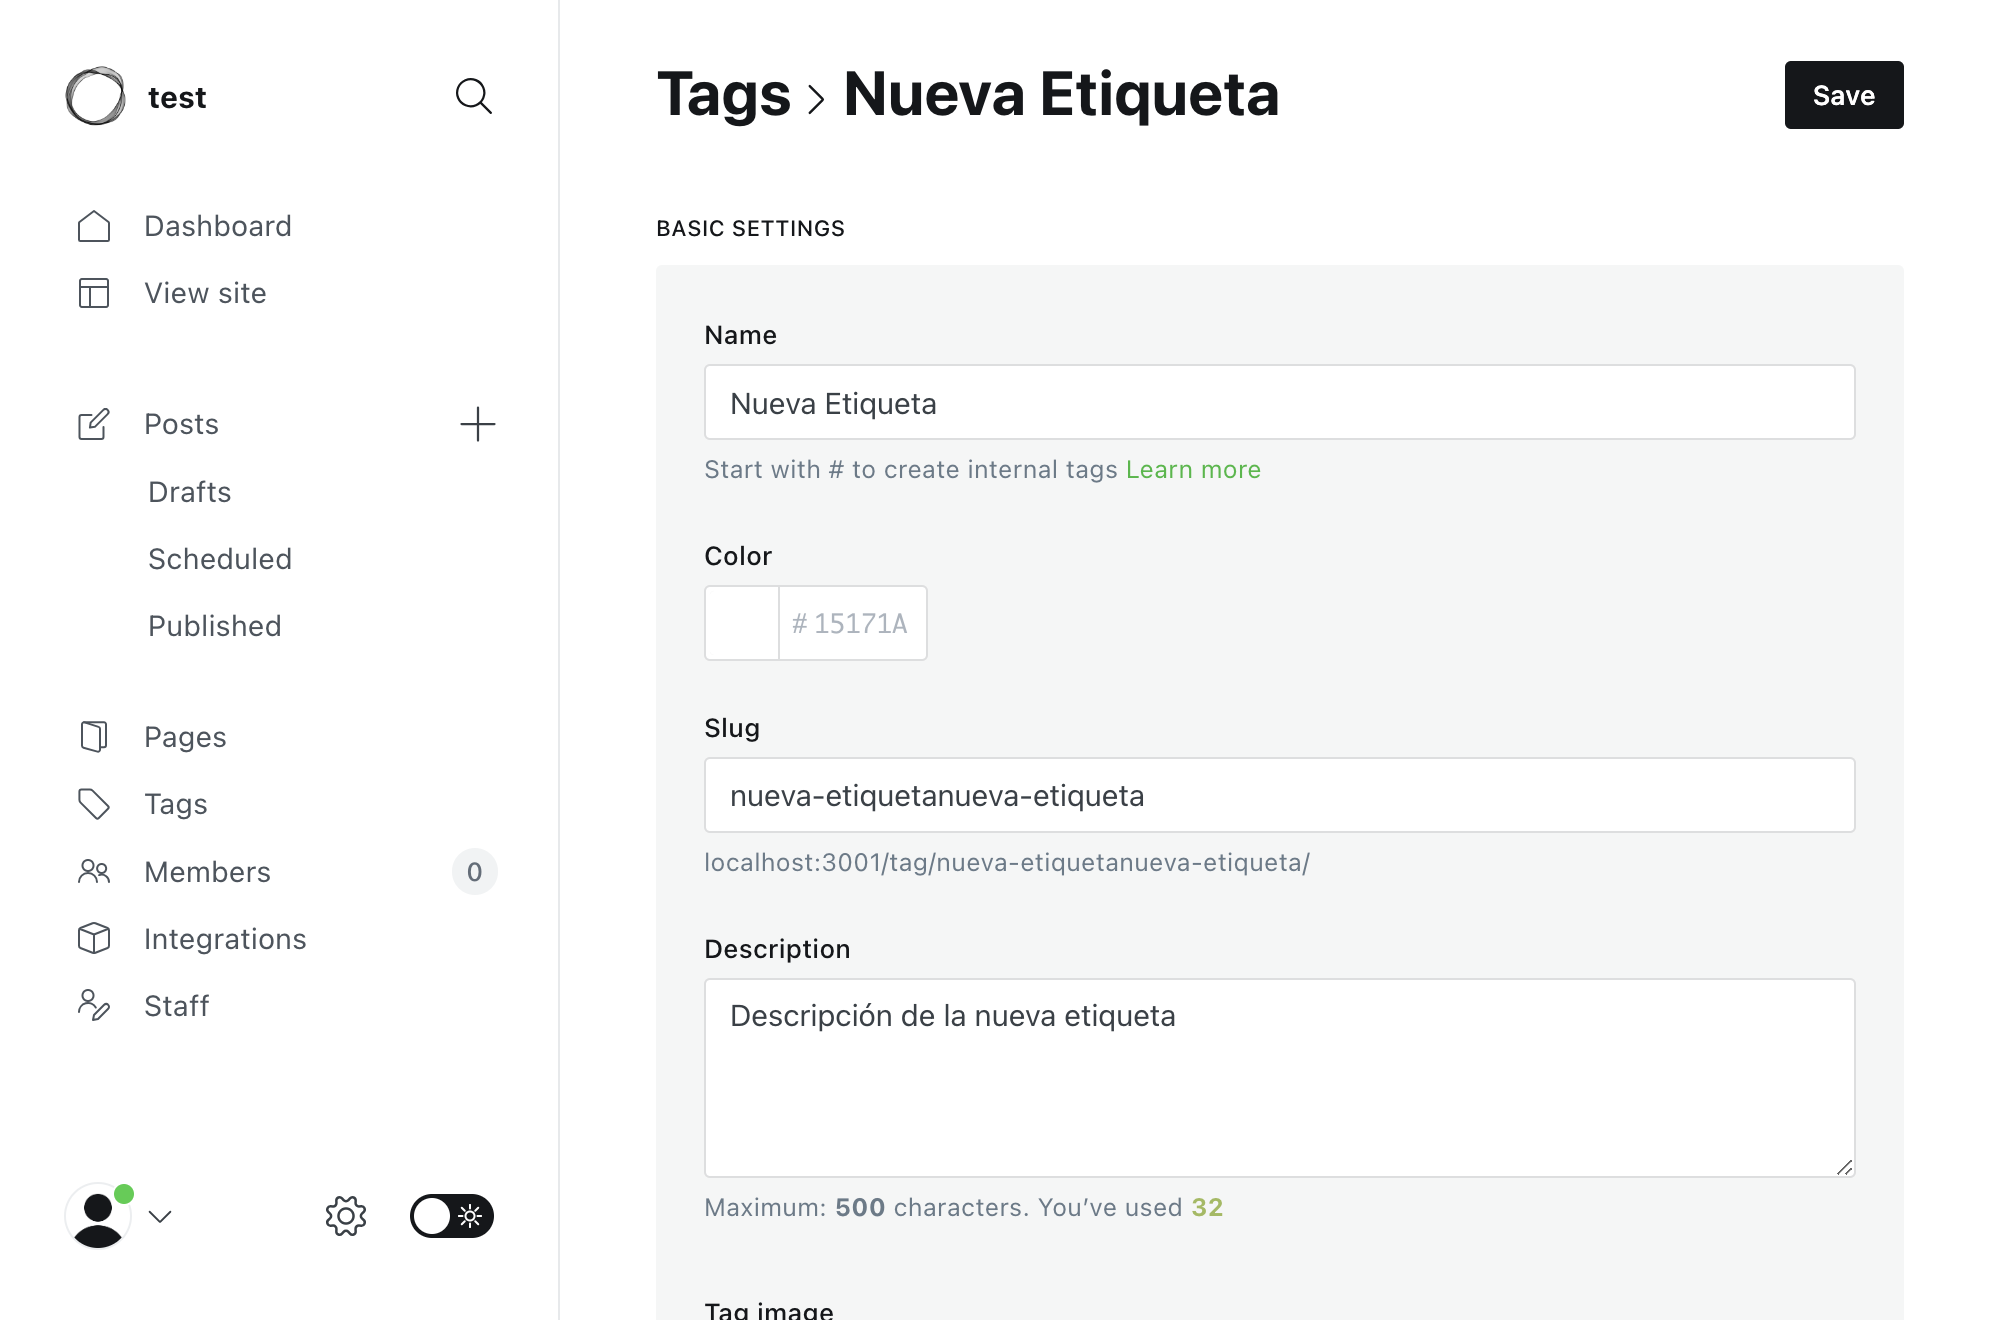 test
Dashboard
View site
Posts
Drafts
Scheduled
Published
Pages
Tags
Members 0
Integrations
Staff
Tags > Nueva Etiqueta
Save
BASIC SETTINGS
Name
Nueva Etiqueta
Start with # to create internal tags Learn more
Color
# 15171A
Slug
nueva-etiquetanueva-etiqueta
localhost:3001/tag/nueva-etiquetanueva-etiqueta/
Description
Descripción de la nueva etiqueta
Maximum: 500 characters. You’ve used 32
Tag image